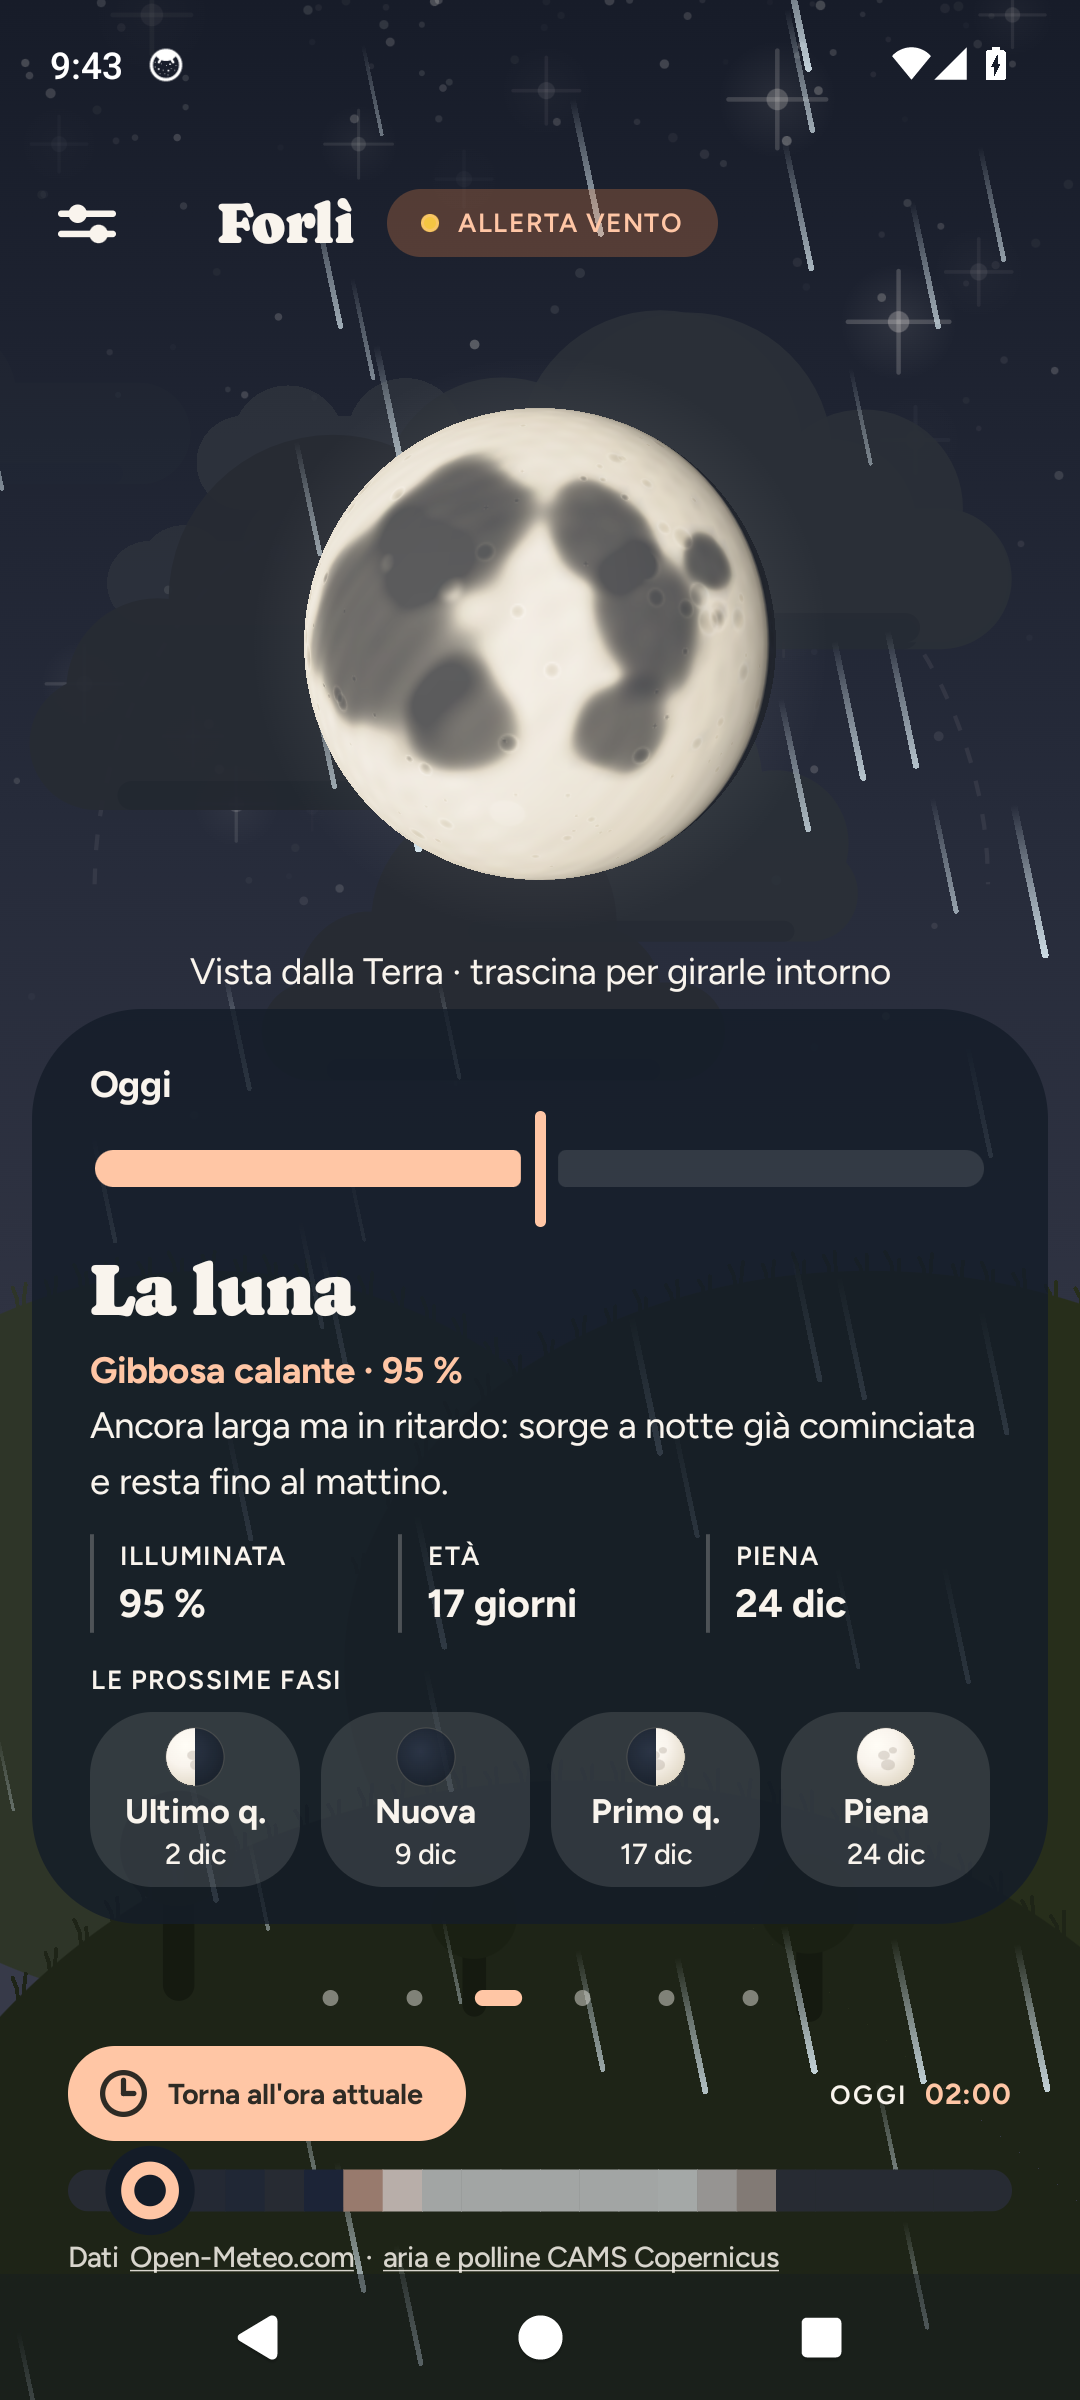 9:43
Forlì
ALLERTA VENTO
Vista dalla Terra · trascina per girarle intorno
Oggi
La luna
Gibbosa calante · 95 %
Ancora larga ma in ritardo: sorge a notte già cominciata
e resta fino al mattino.
ILLUMINATA ETÀ PIENA
95 % 17 giorni 24 dic
LE PROSSIME FASI
Ultimo q. Nuova Primo q. Piena
2 dic 9 dic 17 dic 24 dic
Torna all'ora attuale
OGGI 02:00
Dati Open-Meteo.com · aria e polline CAMS Copernicus